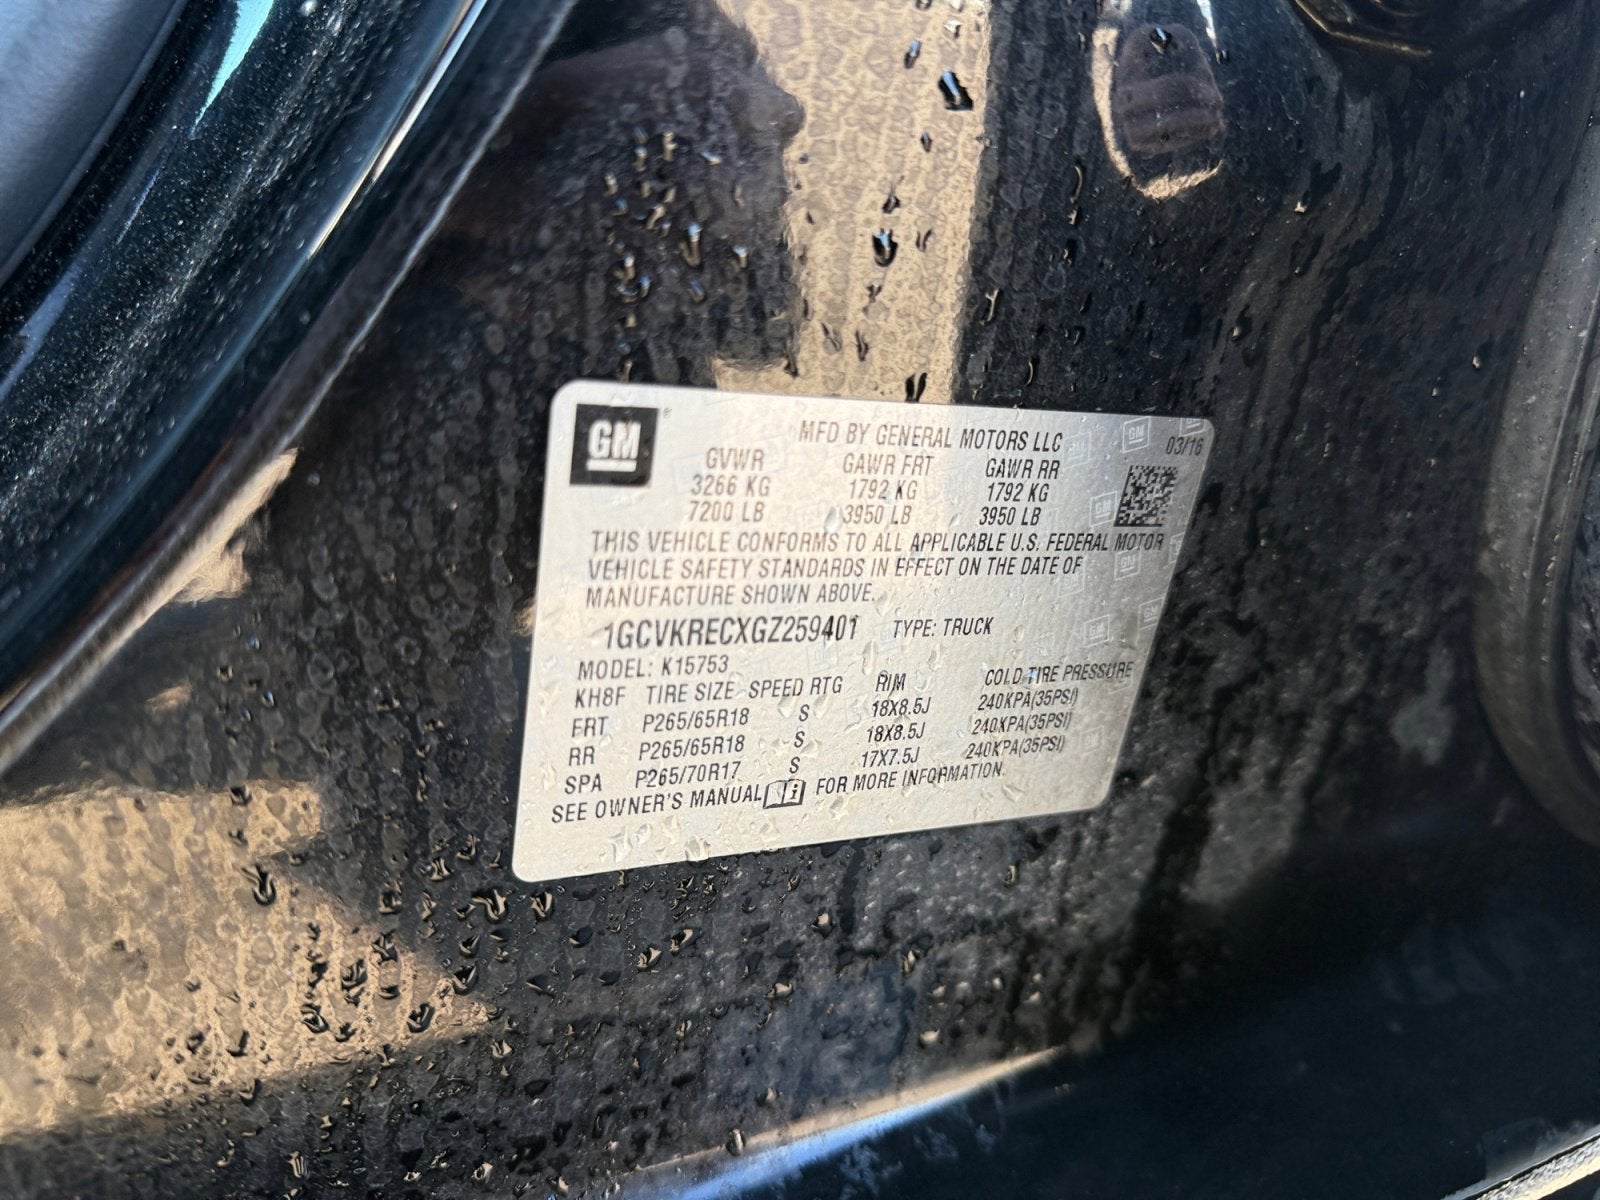 GM
MFD BY GENERAL MOTORS LLC 03/16
GVWR GAWR FRT GAWR RR
3266 KG 1792 KG 1792 KG
7200 LB 3950 LB 3950 LB
THIS VEHICLE CONFORMS TO ALL APPLICABLE U.S. FEDERAL MOTOR
VEHICLE SAFETY STANDARDS IN EFFECT ON THE DATE OF
MANUFACTURE SHOWN ABOVE.
1GCVKRECXGZ259401 TYPE: TRUCK
MODEL: K15753
KH8F TIRE SIZE SPEED RTG RIM COLD TIRE PRESSURE
FRT P265/65R18 S 18X8.5J 240KPA(35PSI)
RR P265/65R18 S 18X8.5J 240KPA(35PSI)
SPA P265/70R17 S 17X7.5J 240KPA(35PSI)
SEE OWNER'S MANUAL i FOR MORE INFORMATION.